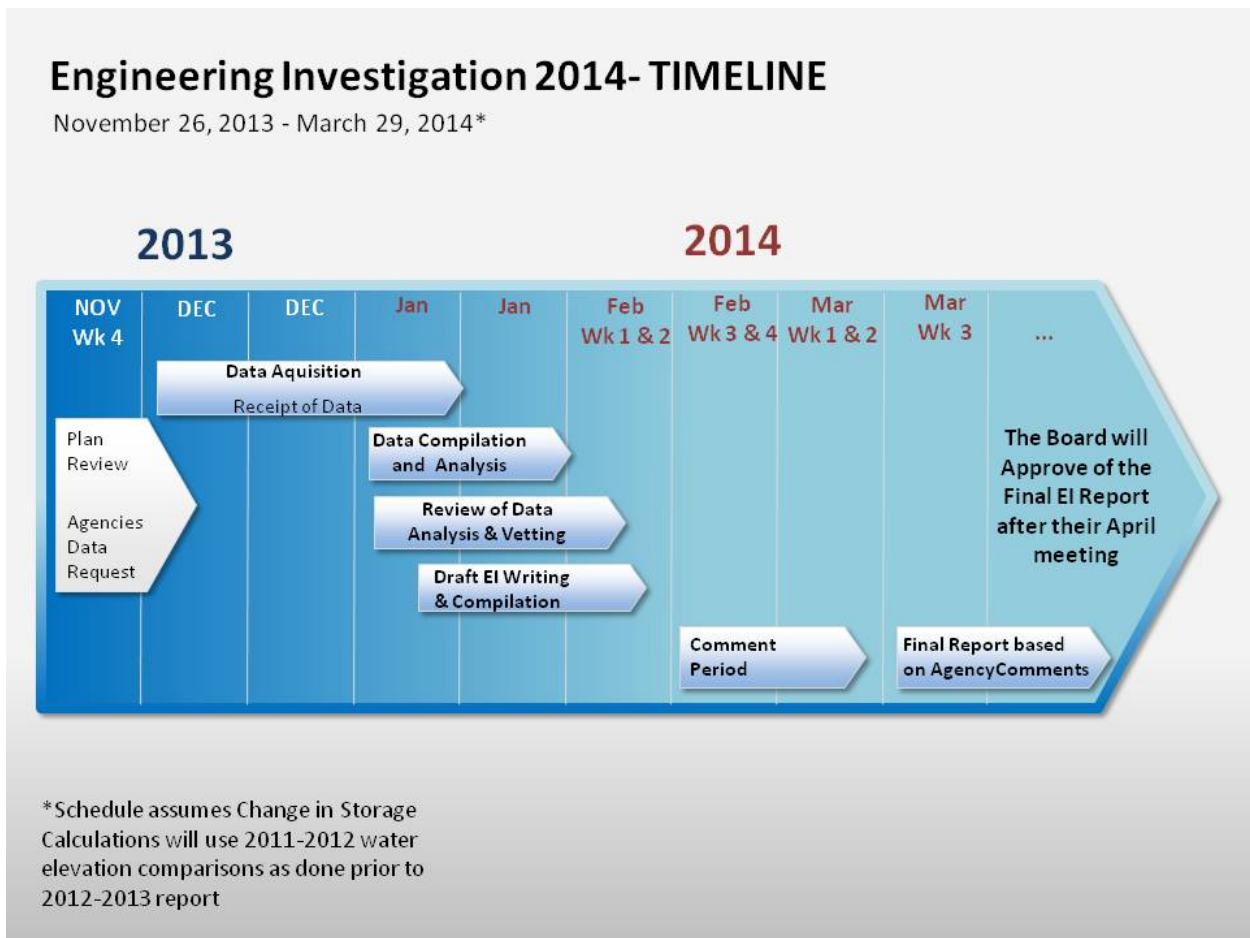 Engineering Investigation 2014- TIMELINE
November 26, 2013 - March 29, 2014*
2013
2014
NOV
Wk 4
DEC
DEC
Jan
Jan
Feb
Wk 1 & 2
Feb
Wk 3 & 4
Mar
Wk 1 & 2
Mar
Wk 3
...
Data Aquisition
Receipt of Data
Plan
Review
Agencies
Data
Request
Data Compilation
and Analysis
Review of Data
Analysis & Vetting
Draft EI Writing
& Compilation
Comment
Period
Final Report based
on AgencyComments
The Board will
Approve of the
Final EI Report
after their April
meeting
*Schedule assumes Change in Storage
Calculations will use 2011-2012 water
elevation comparisons as done prior to
2012-2013 report